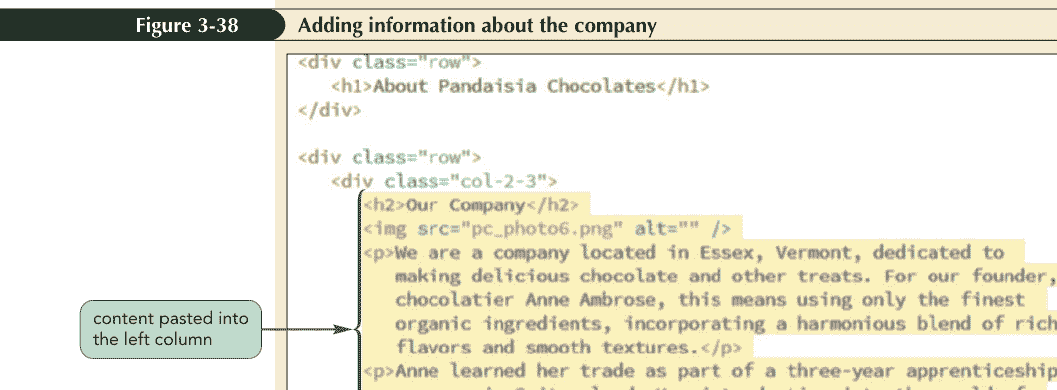 Figure 3-38 Adding information about the company
<div class="row">
<h1>About Pandaisia Chocolates</h1>
</div>
<div class="row">
<div class="col-2-3">
<h2>Our Company</h2>
<img src="pc_photo6.png" alt="" />
<p>We are a company located in Essex, Vermont, dedicated to
making delicious chocolate and other treats. For our founder,
chocolatier Anne Ambrose, this means using only the finest
organic ingredients, incorporating a harmonious blend of rich
flavors and smooth textures.</p>
<p>Anne learned her trade as part of a three-year apprenticeship
content pasted into
the left column